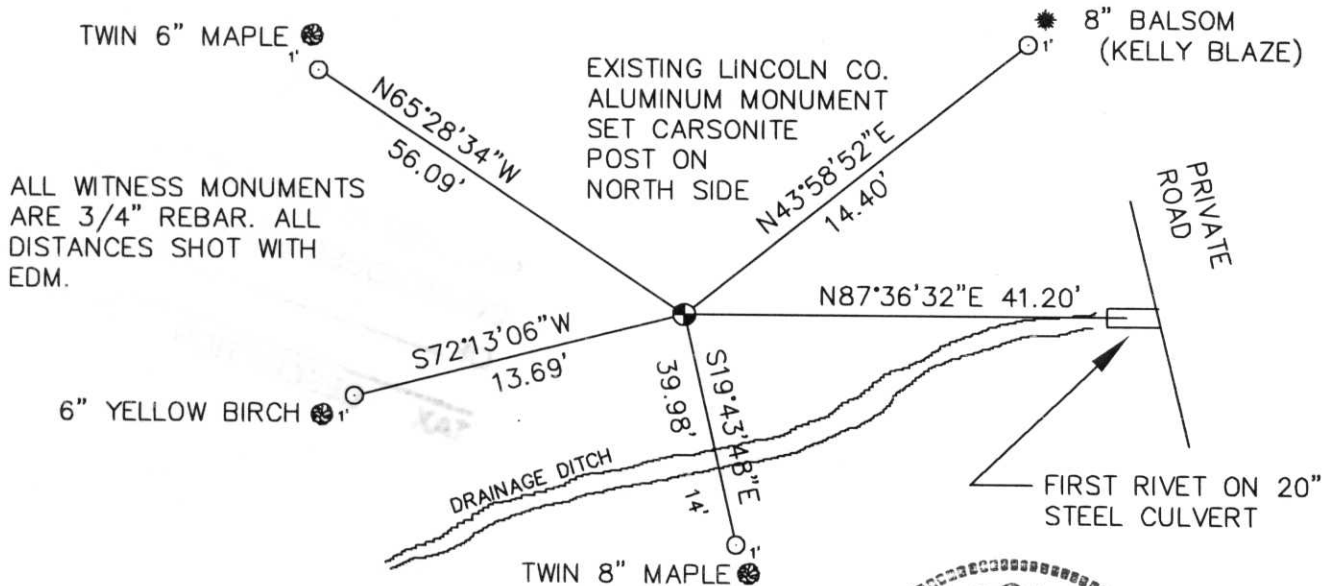 TWIN 6" MAPLE
1'
8" BALSOM
(KELLY BLAZE)
1'
EXISTING LINCOLN CO.
ALUMINUM MONUMENT
SET CARSONITE
POST ON
NORTH SIDE
N65°28'34"W
56.09'
N43°58'52"E
14.40'
PRIVATE
ROAD
ALL WITNESS MONUMENTS
ARE 3/4" REBAR. ALL
DISTANCES SHOT WITH
EDM.
N87°36'32"E 41.20'
S72°13'06"W
13.69'
S19°43'48"E
39.98'
6" YELLOW BIRCH
1'
DRAINAGE DITCH
14'
FIRST RIVET ON 20"
STEEL CULVERT
1'
TWIN 8" MAPLE